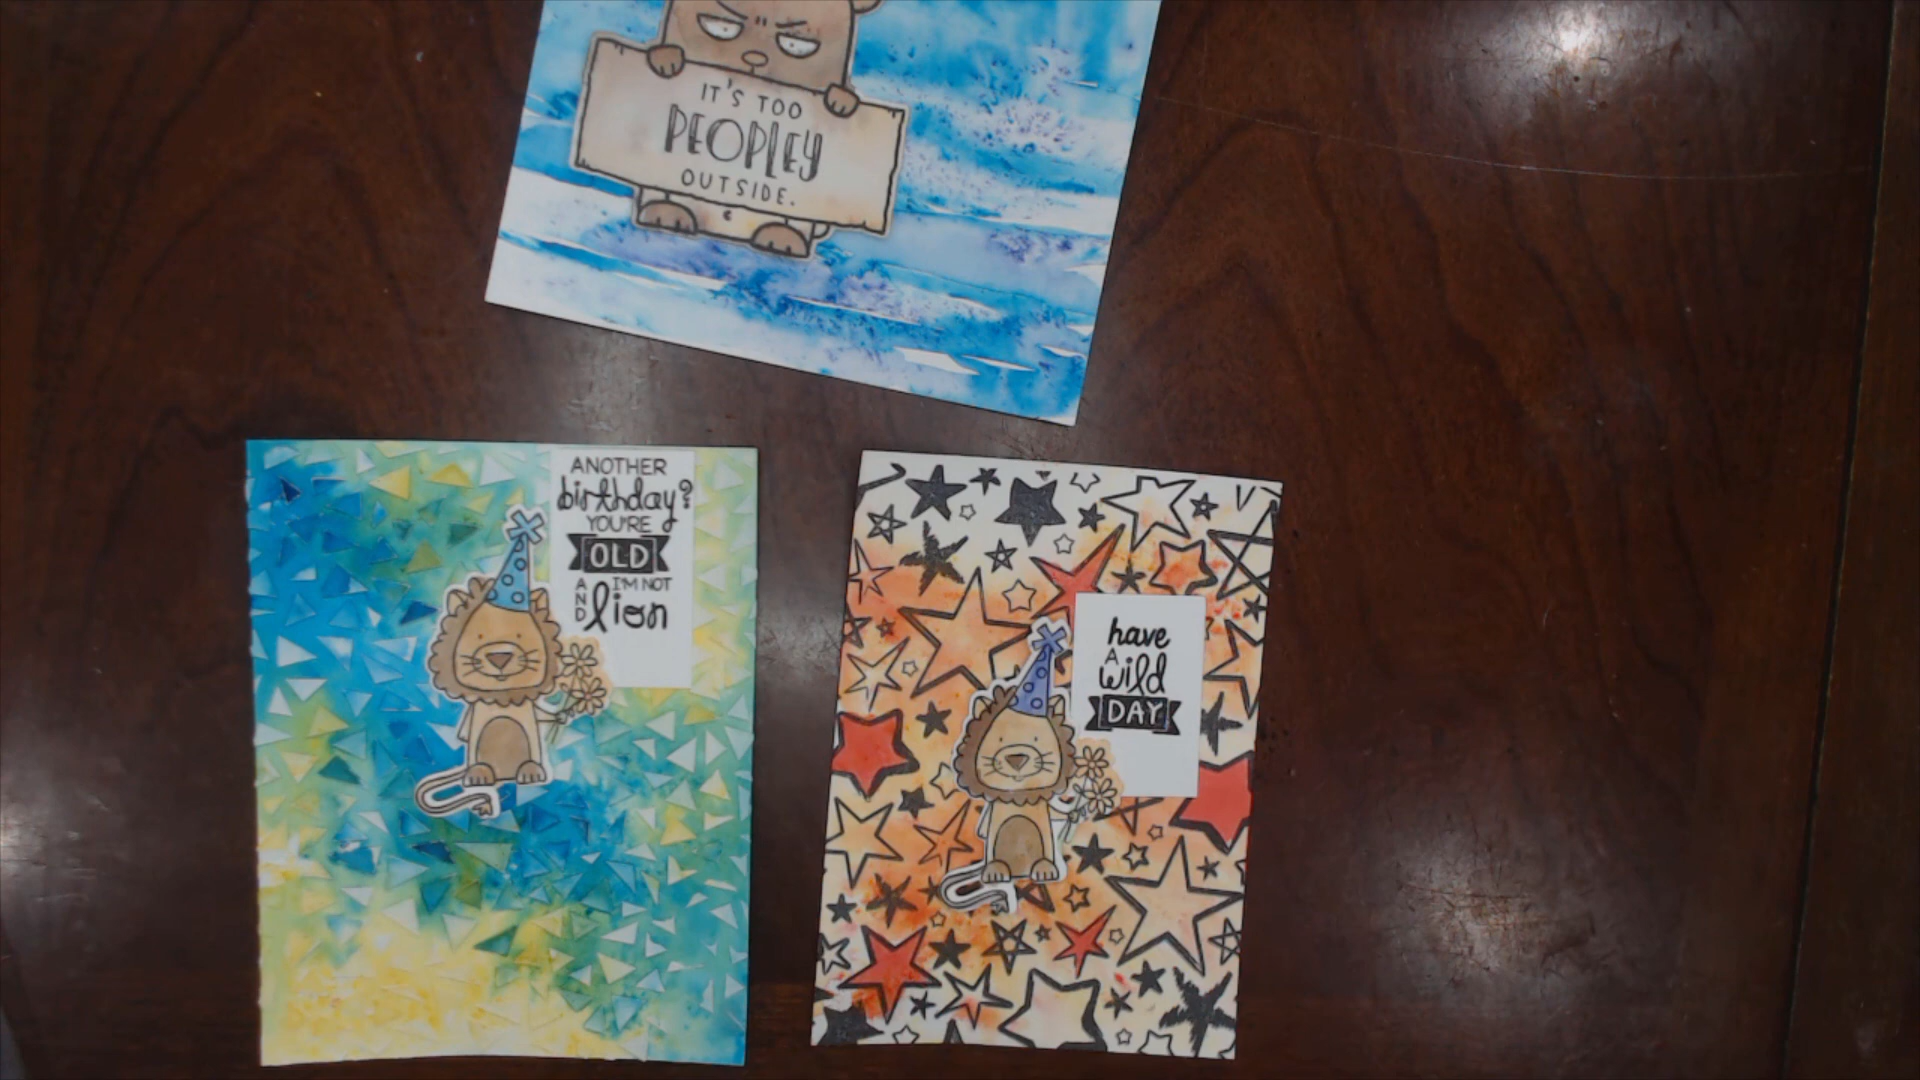 IT'S TOO
PEOPLEY
OUTSIDE.
ANOTHER
birthday?
YOU'RE
OLD
AND I'M NOT
lion
have
A
wild
DAY